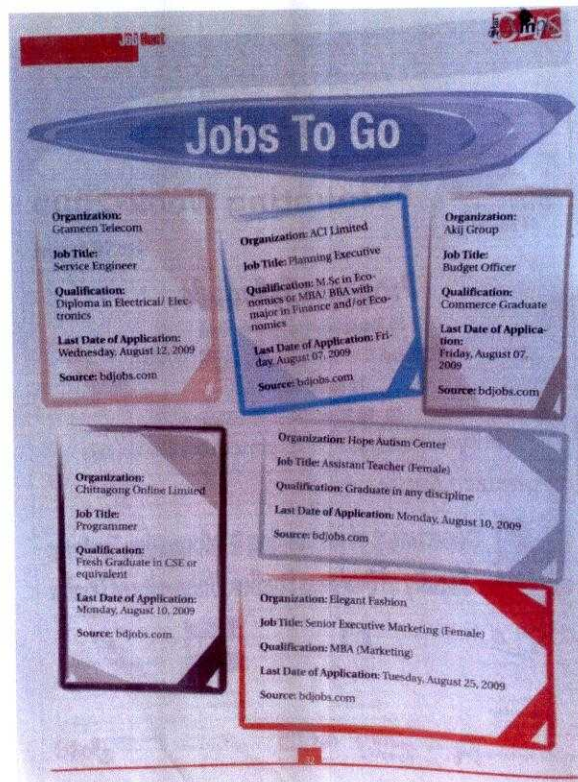 Job Hunt
Star
Jobs To Go
Organization:
Grameen Telecom
Job Title:
Service Engineer
Qualification:
Diploma in Electrical/ Elec-
tronics
Last Date of Application:
Wednesday, August 12, 2009
Source: bdjobs.com
Organization: ACI Limited
Job Title: Planning Executive
Qualification: M.Sc in Eco-
nomics or MBA/ BBA with
major in Finance and/or Eco-
nomics
Last Date of Application: Fri-
day, August 07, 2009
Source: bdjobs.com
Organization:
Akij Group
Job Title:
Budget Officer
Qualification:
Commerce Graduate
Last Date of Applica-
tion:
Friday, August 07,
2009
Source: bdjobs.com
Organization:
Chittagong Online Limited
Job Title:
Programmer
Qualification:
Fresh Graduate in CSE or
equivalent
Last Date of Application:
Monday, August 10, 2009
Source: bdjobs.com
Organization: Hope Autism Center
Job Title: Assistant Teacher (Female)
Qualification: Graduate in any discipline
Last Date of Application: Monday, August 10, 2009
Source: bdjobs.com
Organization: Elegant Fashion
Job Title: Senior Executive Marketing (Female)
Qualification: MBA (Marketing)
Last Date of Application: Tuesday, August 25, 2009
Source: bdjobs.com
32